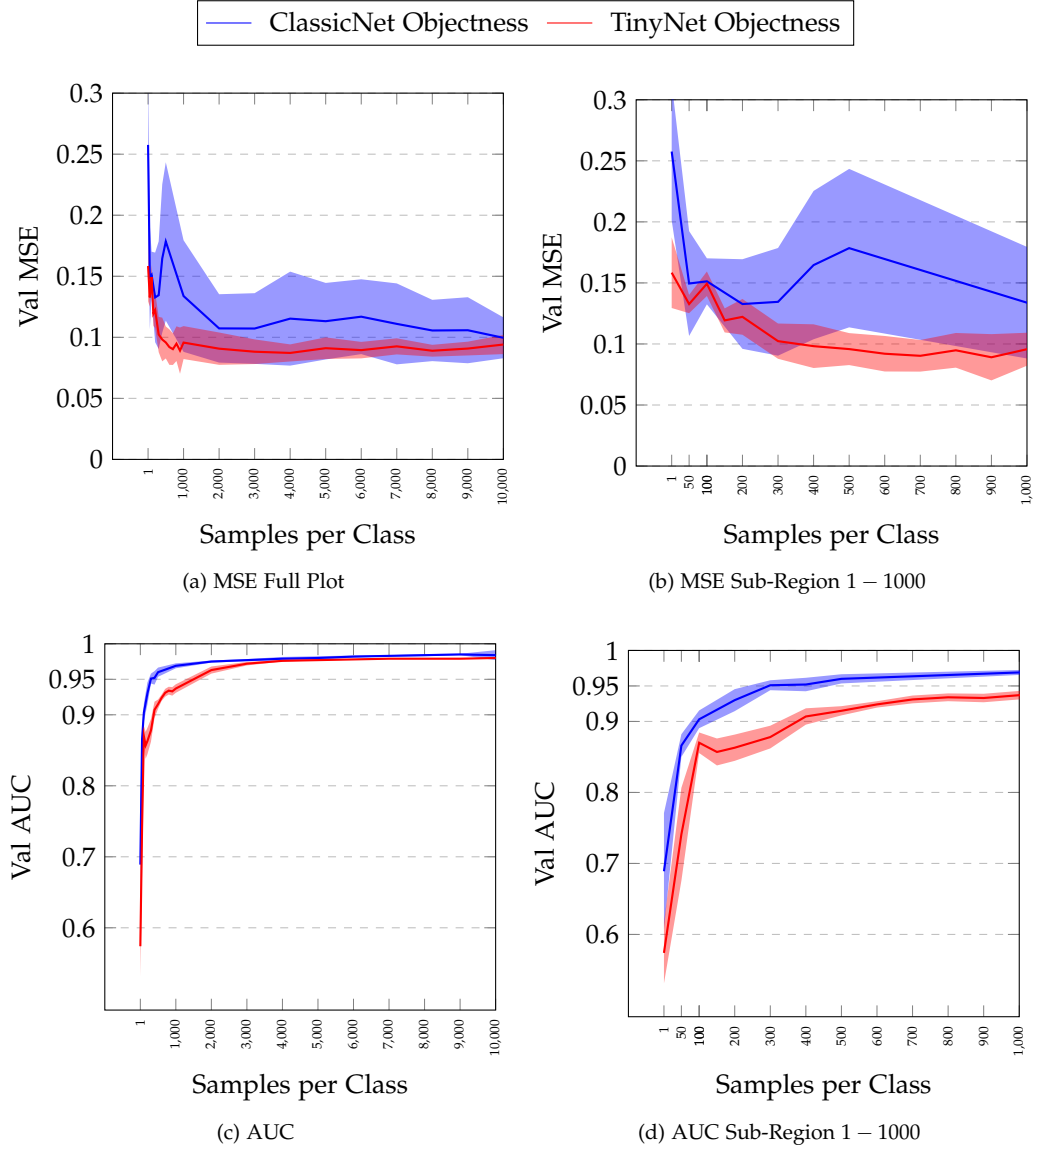 ClassicNet Objectness TinyNet Objectness
0.3
0.25
0.2
0.15
0.1
0.05
0
Val MSE
1 1,000 2,000 3,000 4,000 5,000 6,000 7,000 8,000 9,000 10,000
Samples per Class
(a) MSE Full Plot
0.3
0.25
0.2
0.15
0.1
0.05
0
Val MSE
1 50 100 200 300 400 500 600 700 800 900 1,000
Samples per Class
(b) MSE Sub-Region 1 − 1000
1
0.95
0.9
0.8
0.7
0.6
Val AUC
1 1,000 2,000 3,000 4,000 5,000 6,000 7,000 8,000 9,000 10,000
Samples per Class
(c) AUC
1
0.95
0.9
0.8
0.7
0.6
Val AUC
1 50 100 200 300 400 500 600 700 800 900 1,000
Samples per Class
(d) AUC Sub-Region 1 − 1000